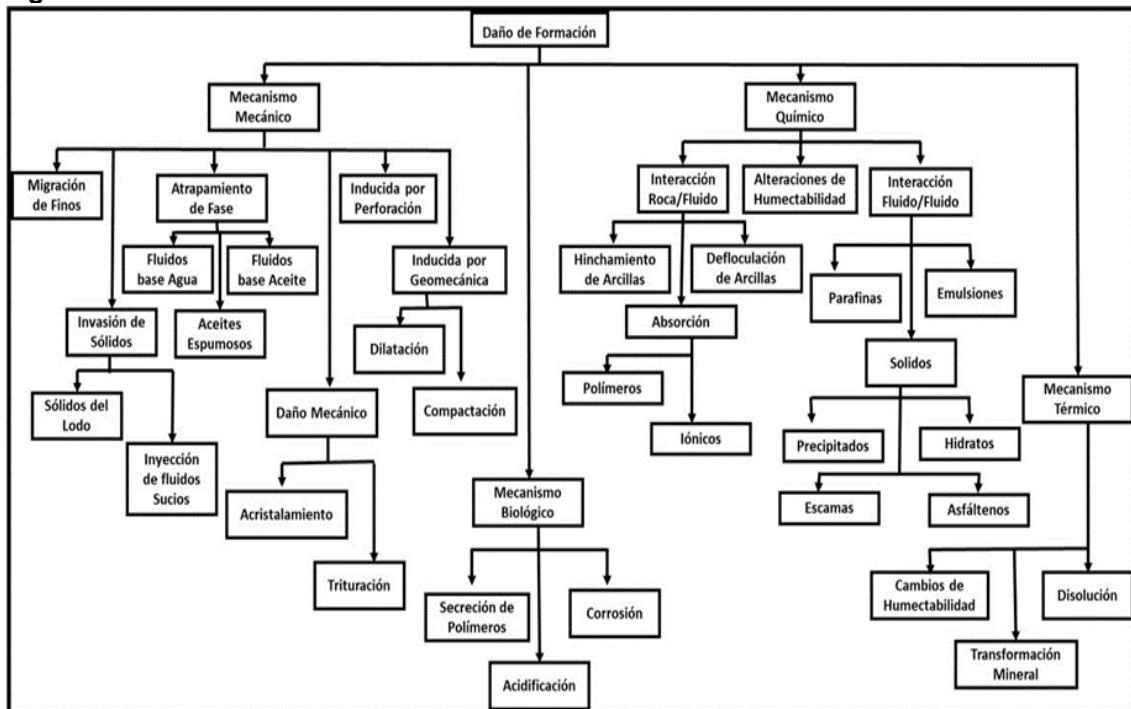 Daño de Formación
Mecanismo
Mecánico
Mecanismo
Químico
Migración
de Finos
Atrapamiento
de Fase
Inducida por
Perforación
Interacción
Roca/Fluido
Alteraciones de
Humectabilidad
Interacción
Fluido/Fluido
Fluidos
base Agua
Fluidos
base Aceite
Inducida por
Geomecánica
Hinchamiento
de Arcillas
Defloculación
de Arcillas
Parafinas
Emulsiones
Invasión de
Sólidos
Aceites
Espumosos
Dilatación
Absorción
Solidos
Sólidos del
Lodo
Daño Mecánico
Compactación
Polímeros
Mecanismo
Térmico
Inyección
de fluidos
Sucios
Iónicos
Precipitados
Hidratos
Acristalamiento
Mecanismo
Biológico
Escamas
Asfáltenos
Trituración
Secreción de
Polímeros
Corrosión
Cambios de
Humectabilidad
Disolución
Acidificación
Transformación
Mineral